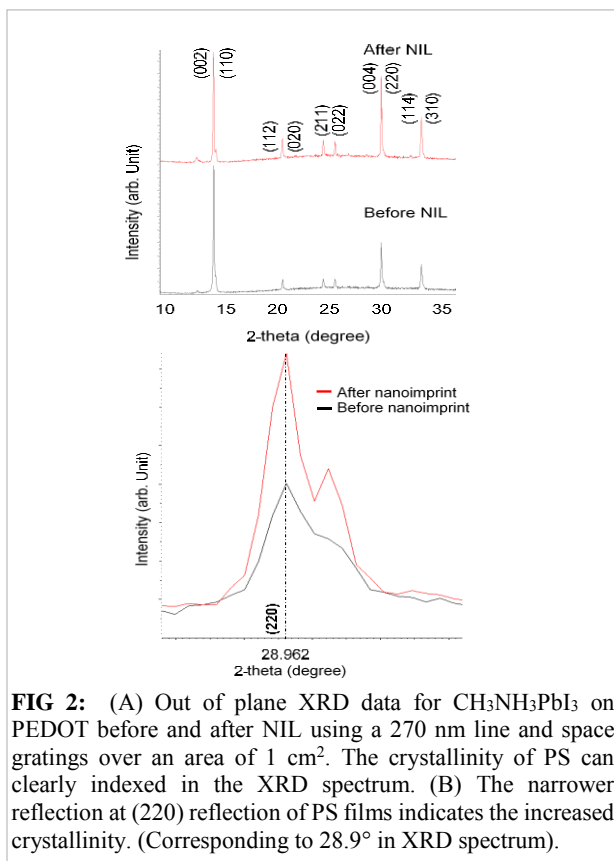 After NIL
(002) (110) (112) (020) (211) (022) (004) (220) (114) (310)
Before NIL
Intensity (arb. Unit)
10 15 20 25 30 35
2-theta (degree)
After nanoimprint
Before nanoimprint
Intensity (arb. Unit)
(220)
28.962
2-theta (degree)
FIG 2: (A) Out of plane XRD data for CH₃NH₃PbI₃ on
PEDOT before and after NIL using a 270 nm line and space
gratings over an area of 1 cm². The crystallinity of PS can
clearly indexed in the XRD spectrum. (B) The narrower
reflection at (220) reflection of PS films indicates the increased
crystallinity. (Corresponding to 28.9° in XRD spectrum).